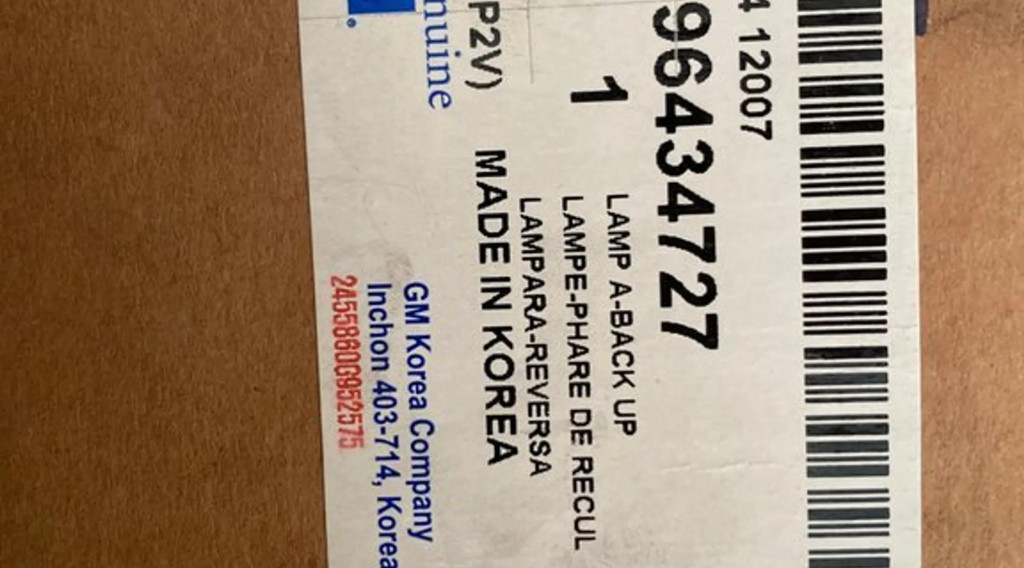 4 12007
96434727
1
LAMP A-BACK UP
LAMPE-PHARE DE RECUL
LAMPARA-REVERSA
P2V) MADE IN KOREA
nuine
GM Korea Company
Inchon 403-714, Korea
2455860G952575